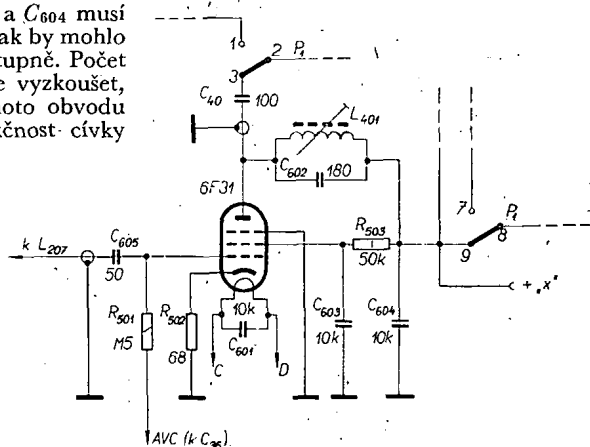 a C604 musí
ak by mohlo
tupně. Počet
e vyzkoušet,
noto obvodu
kčnost cívky
1
2
P1
3
C40
100
L401
C602
180
6F31
7
P1
8
9
R503
50k
k L207
C605
50
+ „x"
R501
M5
R502
68
10k
C601
C603
10k
C604
10k
C
D
AVC (k C36)